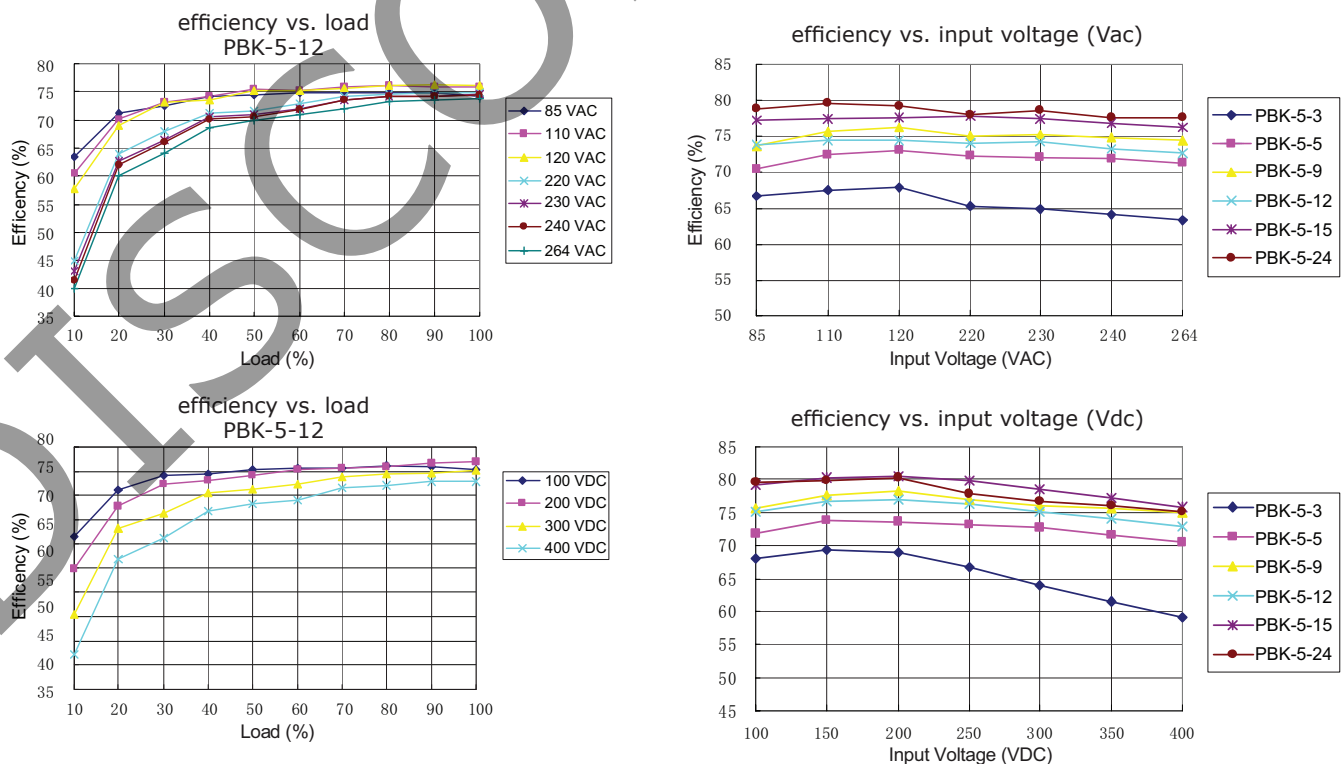 efficiency vs. load
PBK-5-12
80
75
70
65
60
55
50
45
40
35
Efficency (%)
10 20 30 40 50 60 70 80 90 100
Load (%)
85 VAC
110 VAC
120 VAC
220 VAC
230 VAC
240 VAC
264 VAC
efficiency vs. input voltage (Vac)
85
80
75
70
65
60
55
50
Efficiency (%)
85 110 120 220 230 240 264
Input Voltage (VAC)
PBK-5-3
PBK-5-5
PBK-5-9
PBK-5-12
PBK-5-15
PBK-5-24
efficiency vs. load
PBK-5-12
80
75
70
65
60
55
50
45
40
35
Efficency (%)
10 20 30 40 50 60 70 80 90 100
Load (%)
100 VDC
200 VDC
300 VDC
400 VDC
efficiency vs. input voltage (Vdc)
85
80
75
70
65
60
55
50
45
Efficiency (%)
100 150 200 250 300 350 400
Input Voltage (VDC)
PBK-5-3
PBK-5-5
PBK-5-9
PBK-5-12
PBK-5-15
PBK-5-24
DISCO